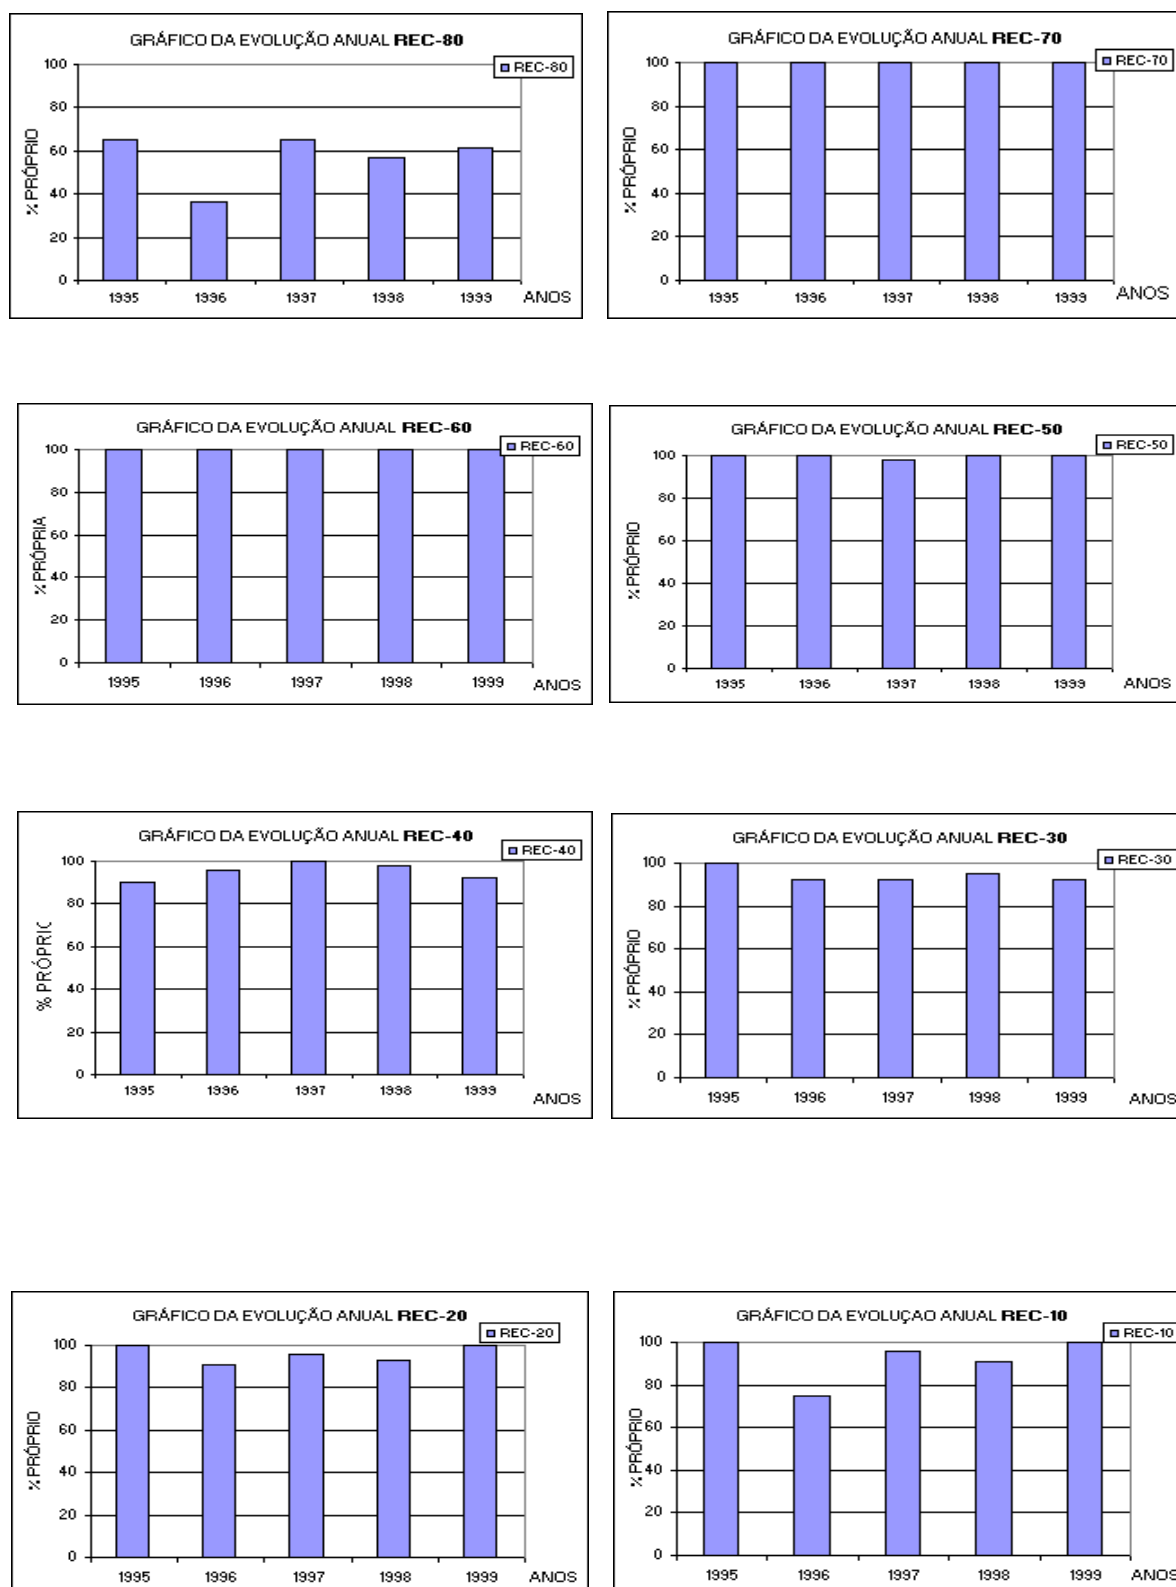 GRÁFICO DA EVOLUÇÃO ANUAL REC-80
REC-80
% PRÓPRIO
100
80
60
40
20
0
1995 1996 1997 1998 1999 ANOS
GRÁFICO DA EVOLUÇÃO ANUAL REC-70
REC-70
% PRÓPRIO
100
80
60
40
20
0
1995 1996 1997 1998 1999 ANOS
GRÁFICO DA EVOLUÇÃO ANUAL REC-60
REC-60
% PRÓPRIA
100
80
60
40
20
0
1995 1996 1997 1998 1999 ANOS
GRÁFICO DA EVOLUÇÃO ANUAL REC-50
REC-50
% PRÓPRIO
100
80
60
40
20
0
1995 1996 1997 1998 1999 ANOS
GRÁFICO DA EVOLUÇÃO ANUAL REC-40
REC-40
% PRÓPRIC
100
80
60
40
20
0
1995 1996 1997 1998 1999 ANOS
GRÁFICO DA EVOLUÇÃO ANUAL REC-30
REC-30
% PRÓPRIO
100
80
60
40
20
0
1995 1996 1997 1998 1999 ANOS
GRÁFICO DA EVOLUÇÃO ANUAL REC-20
REC-20
% PRÓPRIO
100
80
60
40
20
0
1995 1996 1997 1998 1999 ANOS
GRÁFICO DA EVOLUÇAO ANUAL REC-10
REC-10
% PRÓPRIO
100
80
60
40
20
0
1995 1996 1997 1998 1999 ANOS